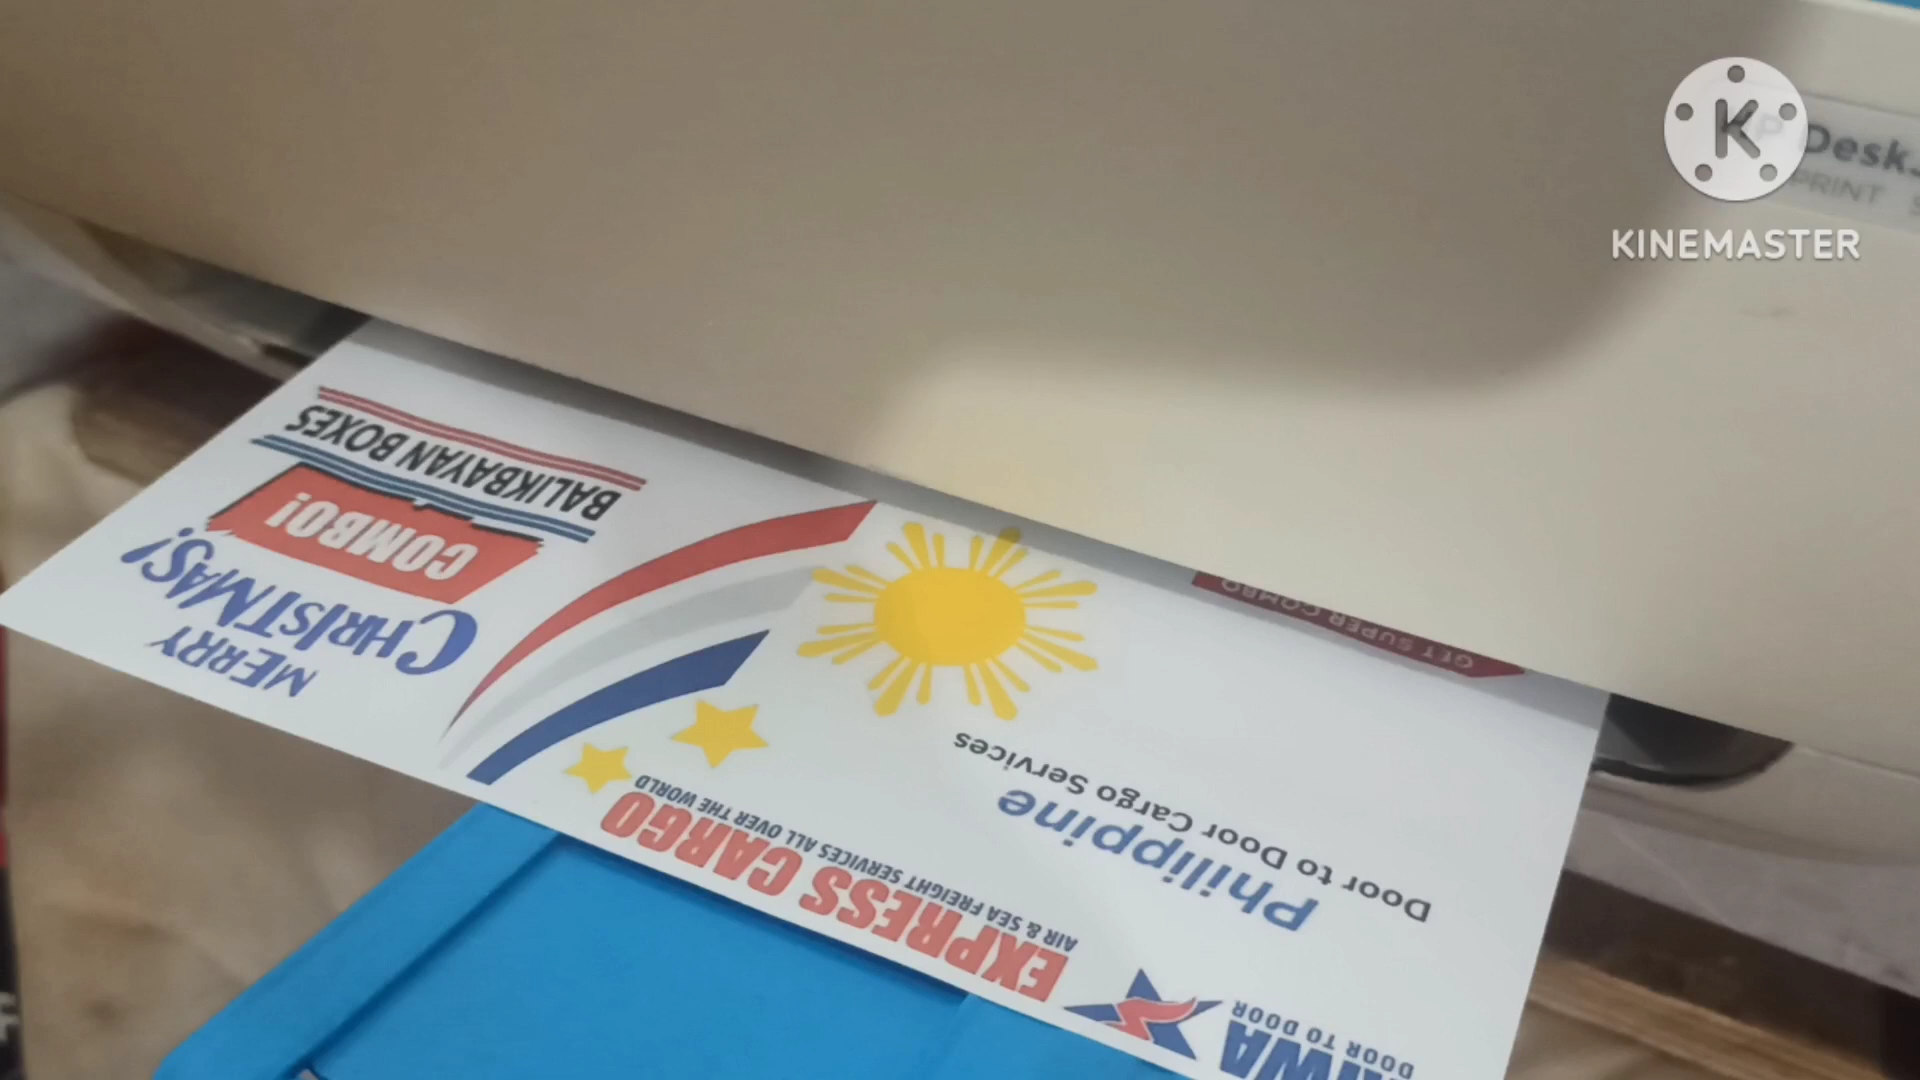 KINEMASTER
PRINT
DOOR TO DOOR
EXPRESS CARGO
AIR & SEA FREIGHT SERVICES ALL OVER THE WORLD
Philippine
Door to Door Cargo Services
MERRY
CHRISTMAS!
COMBO!
BALIKBAYAN BOXES
GET SUPER COMBO